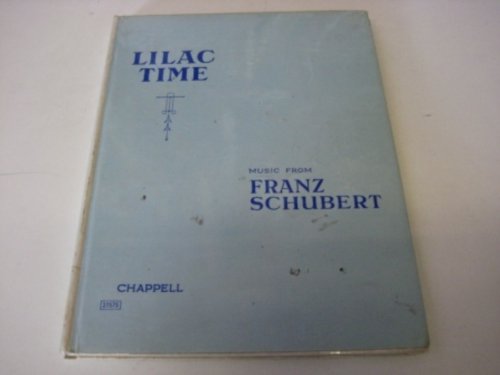 LILAC
TIME
MUSIC FROM
FRANZ
SCHUBERT
CHAPPELL